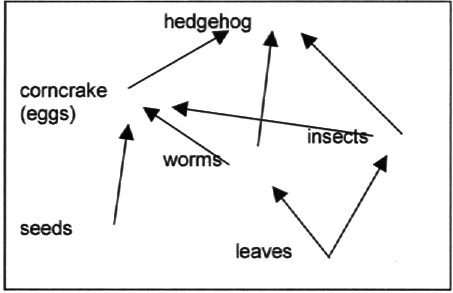 hedgehog
corncrake
(eggs)
insects
worms
seeds
leaves